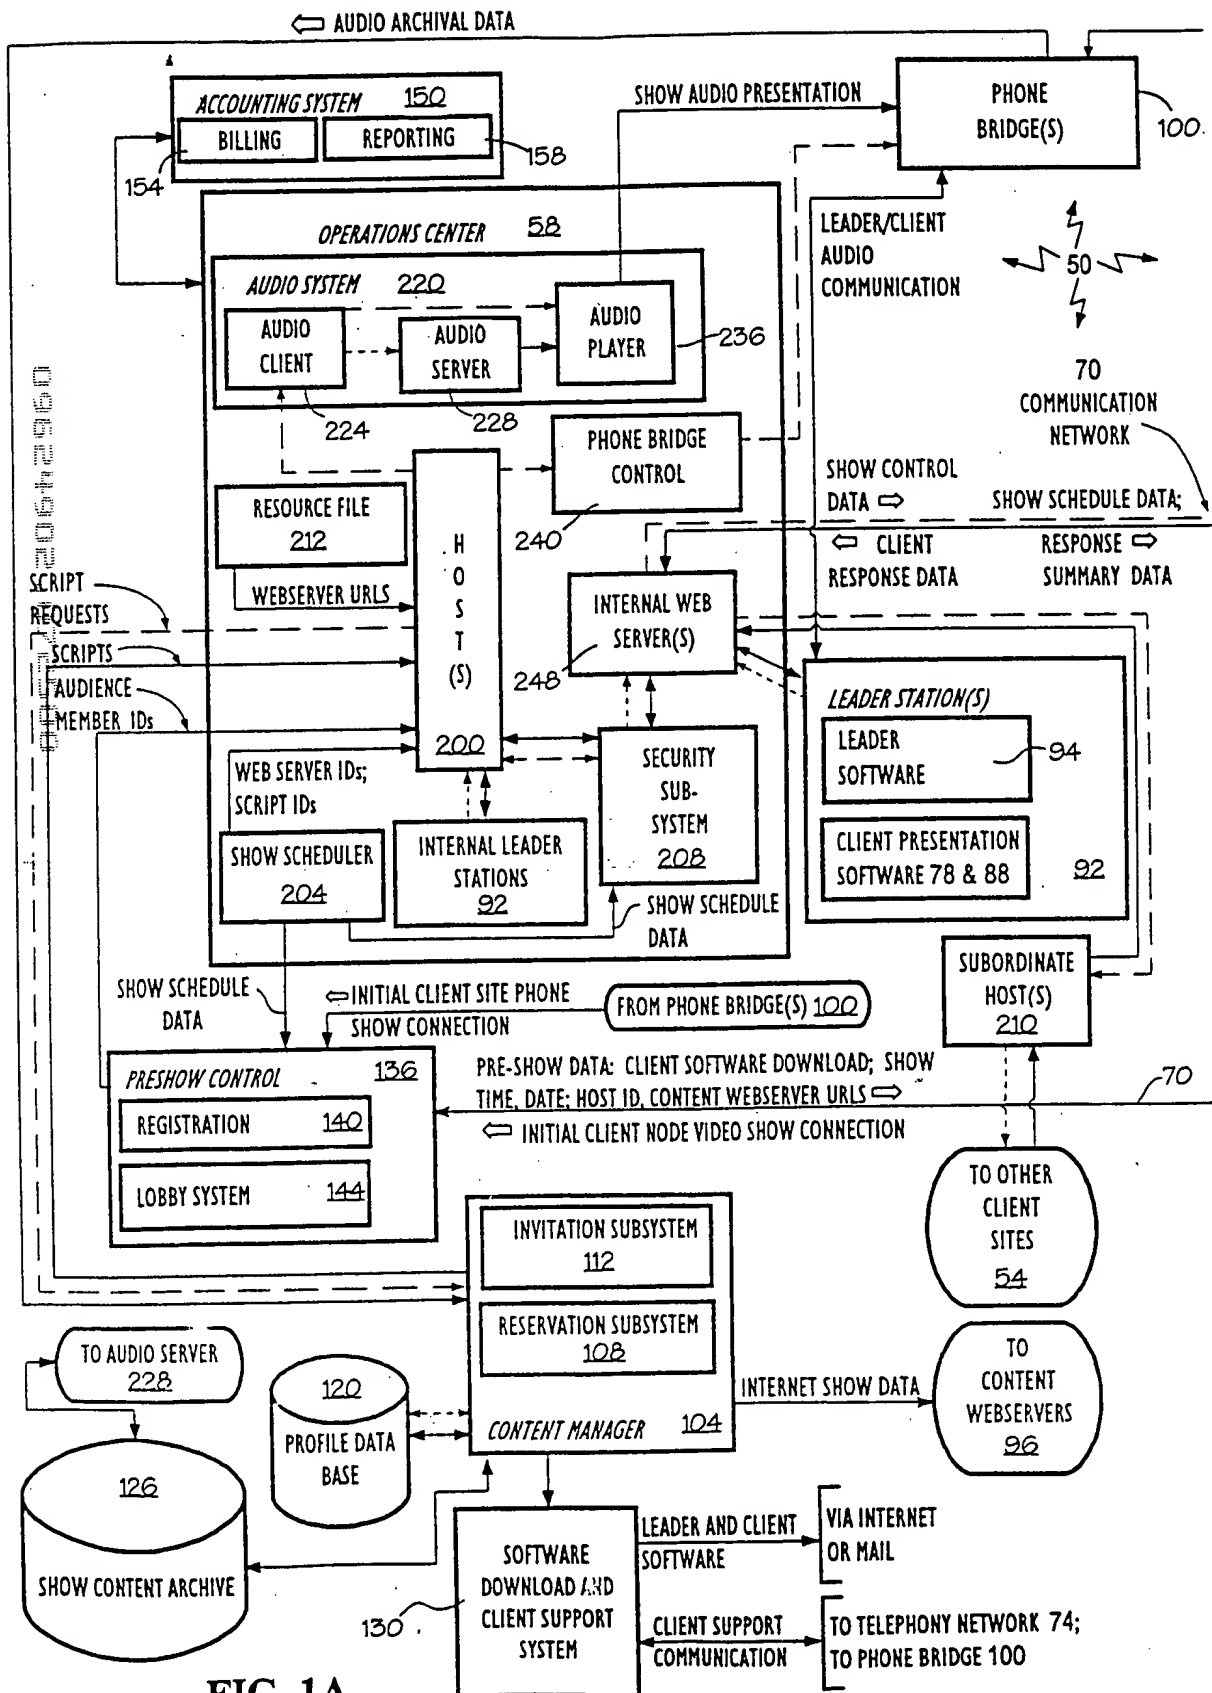 AUDIO ARCHIVAL DATA
ACCOUNTING SYSTEM 150
BILLING
REPORTING
154
158
SHOW AUDIO PRESENTATION
PHONE
BRIDGE(S)
100
OPERATIONS CENTER 58
AUDIO SYSTEM 220
AUDIO
CLIENT
AUDIO
SERVER
AUDIO
PLAYER
236
224
228
LEADER/CLIENT
AUDIO
COMMUNICATION
50
70
COMMUNICATION
NETWORK
PHONE BRIDGE
CONTROL
240
SHOW CONTROL
DATA
SHOW SCHEDULE DATA;
CLIENT
RESPONSE DATA
RESPONSE
SUMMARY DATA
RESOURCE FILE
212
WEBSERVER URLS
HOST(S)
200
SCRIPT
REQUESTS
SCRIPTS
AUDIENCE
MEMBER IDs
INTERNAL WEB
SERVER(S)
248
WEB SERVER IDs;
SCRIPT IDs
SECURITY
SUB-
SYSTEM
208
LEADER STATION(S)
LEADER
SOFTWARE
94
CLIENT PRESENTATION
SOFTWARE 78 & 88
92
SHOW SCHEDULER
204
INTERNAL LEADER
STATIONS
92
SHOW SCHEDULE
DATA
SUBORDINATE
HOST(S)
210
SHOW SCHEDULE
DATA
INITIAL CLIENT SITE PHONE
SHOW CONNECTION
FROM PHONE BRIDGE(S) 100
PRESHOW CONTROL 136
REGISTRATION 140
LOBBY SYSTEM 144
PRE-SHOW DATA: CLIENT SOFTWARE DOWNLOAD; SHOW
TIME, DATE; HOST ID, CONTENT WEBSERVER URLS
INITIAL CLIENT NODE VIDEO SHOW CONNECTION
70
TO OTHER
CLIENT
SITES
54
INVITATION SUBSYSTEM
112
RESERVATION SUBSYSTEM
108
CONTENT MANAGER 104
TO AUDIO SERVER
228
120
PROFILE DATA
BASE
INTERNET SHOW DATA
TO
CONTENT
WEBSERVERS
96
126
SHOW CONTENT ARCHIVE
SOFTWARE
DOWNLOAD AND
CLIENT SUPPORT
SYSTEM
130
LEADER AND CLIENT
SOFTWARE
VIA INTERNET
OR MAIL
CLIENT SUPPORT
COMMUNICATION
TO TELEPHONY NETWORK 74;
TO PHONE BRIDGE 100
FIG. 1A